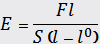 E = Fl / S (l − l⁰)